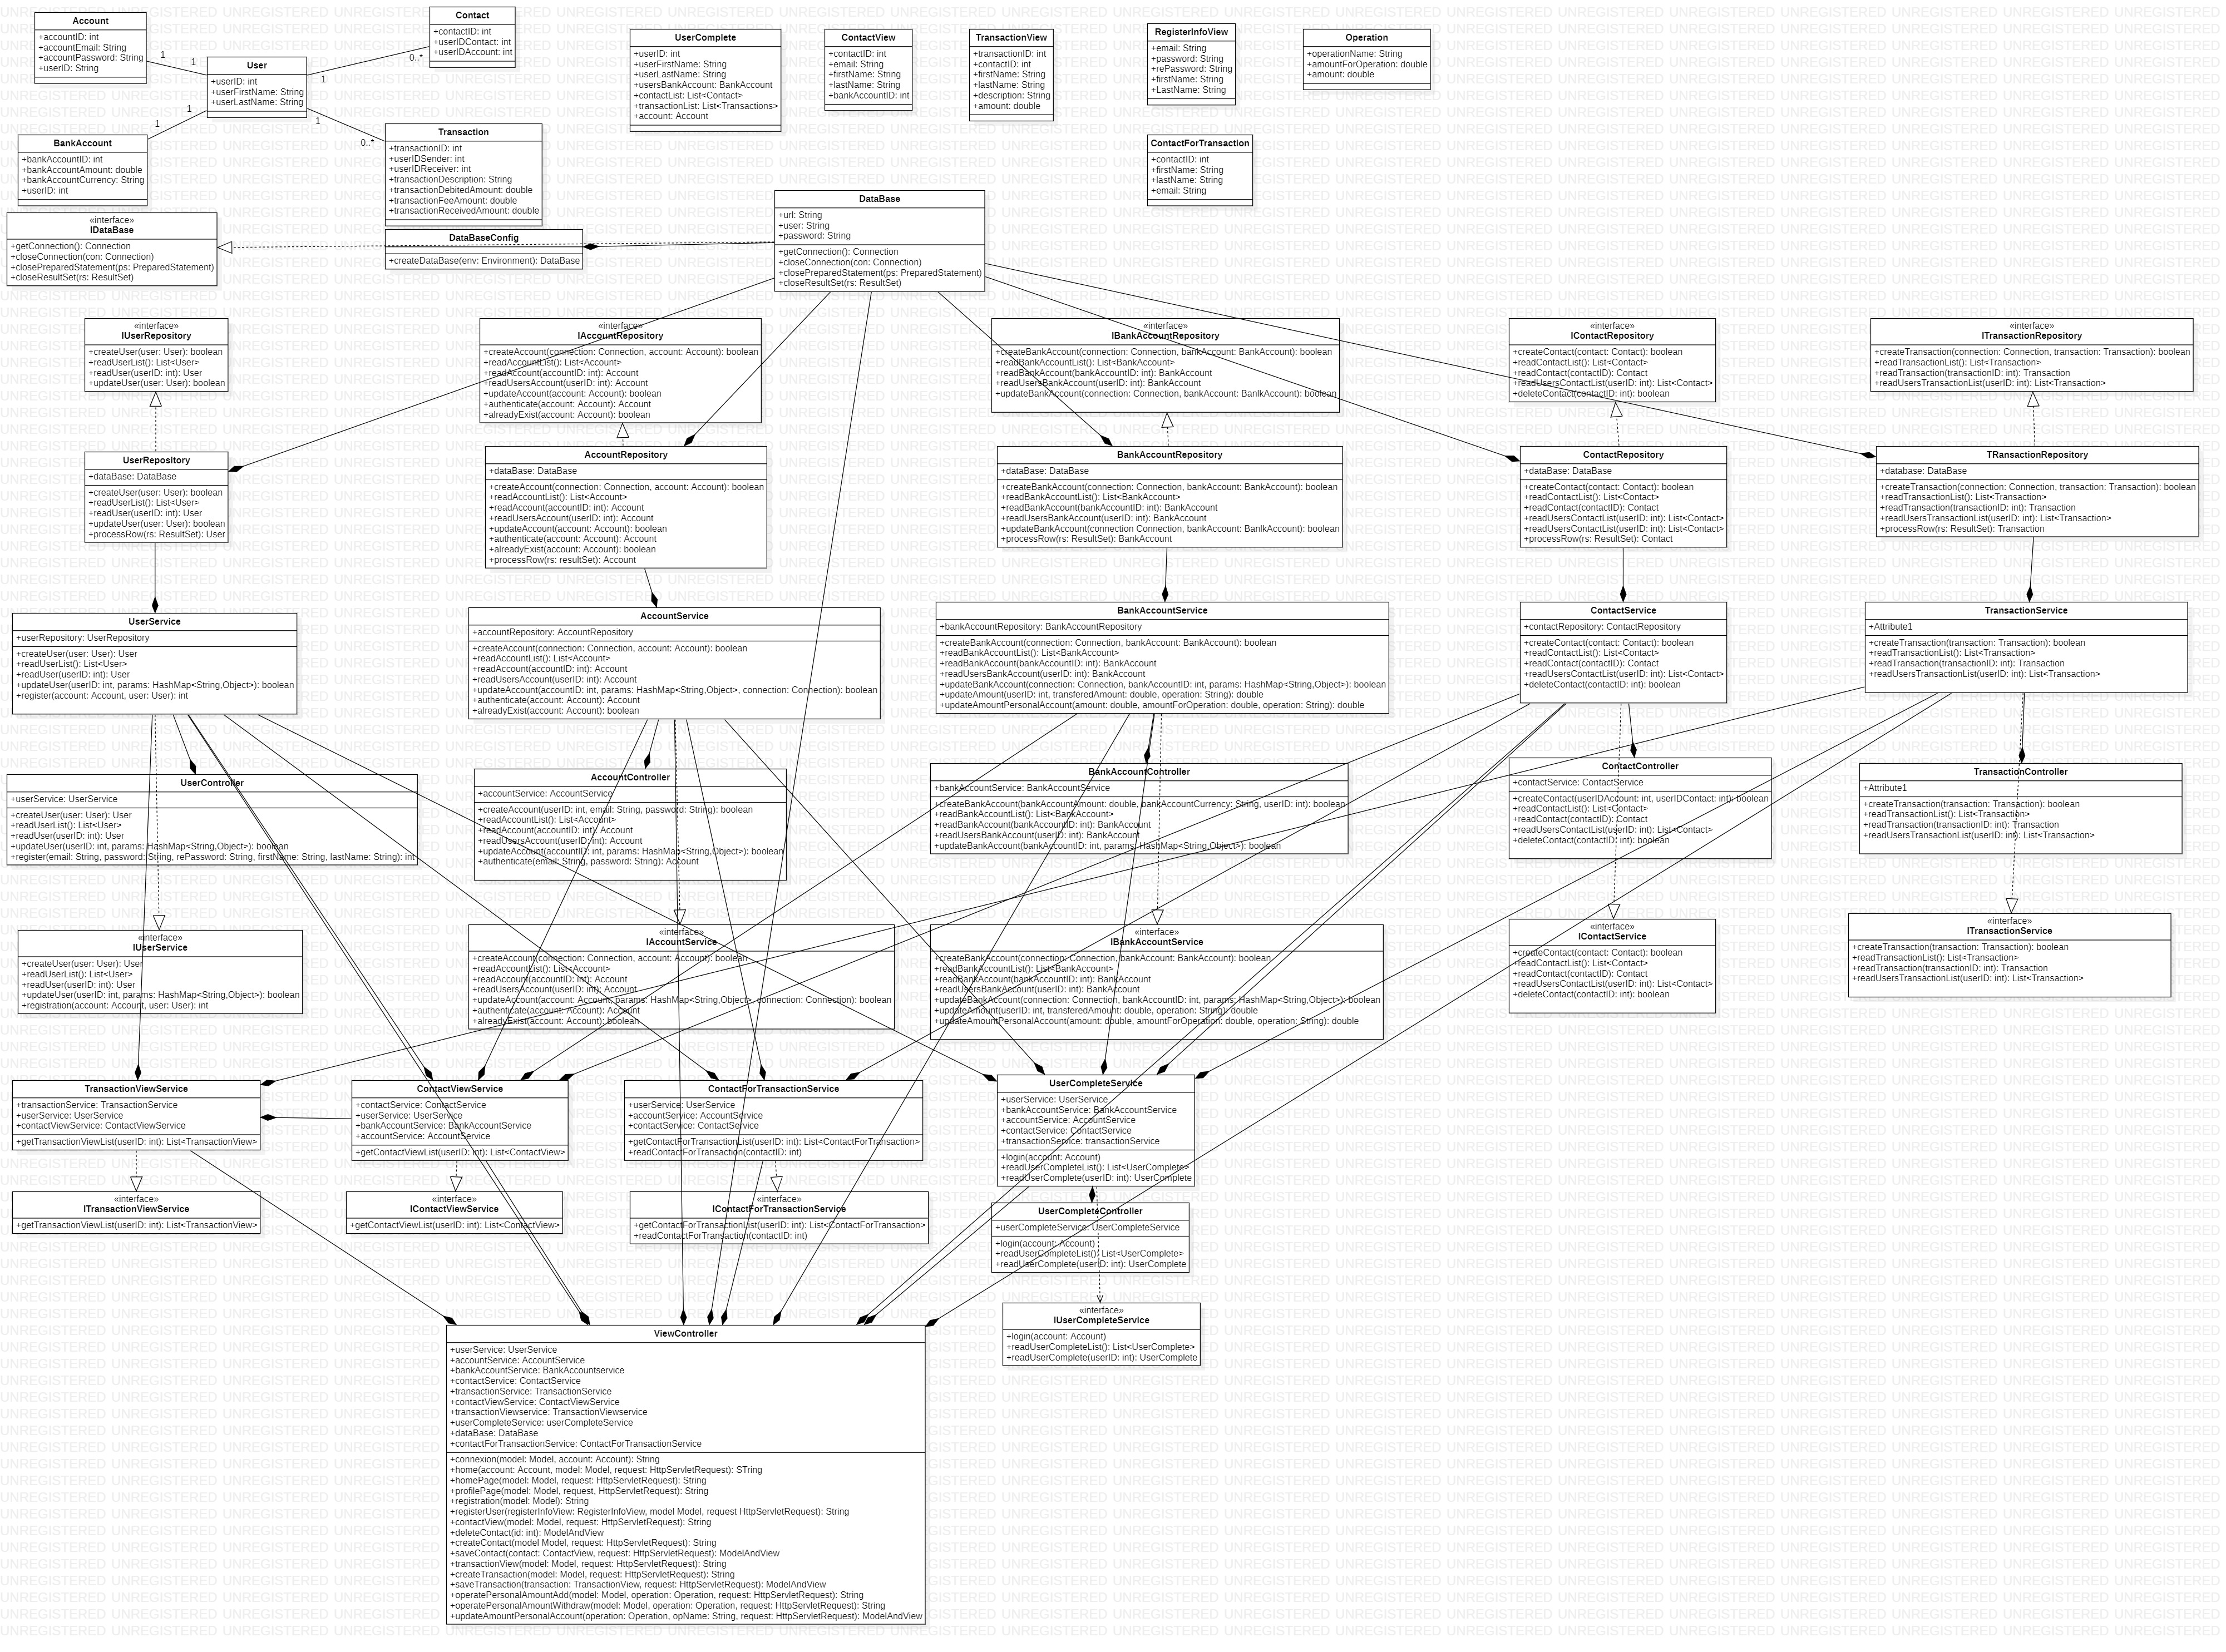 Account
+accountID: int
+accountEmail: String
+accountPassword: String
+userID: String
Contact
+contactID: int
+userIDContact: int
+userIDAccount: int
User
+userID: int
+userFirstName: String
+userLastName: String
1
1
1
0..*
1
1
1
0..*
BankAccount
+bankAccountID: int
+bankAccountAmount: double
+bankAccountCurrency: String
+userID: int
Transaction
+transactionID: int
+userIDSender: int
+userIDReceiver: int
+transactionDescription: String
+transactionDebitedAmount: double
+transactionFeeAmount: double
+transactionReceivedAmount: double
UserComplete
+userID: int
+userFirstName: String
+userLastName: String
+usersBankAccount: BankAccount
+contactList: List<Contact>
+transactionList: List<Transactions>
+account: Account
ContactView
+contactID: int
+email: String
+firstName: String
+lastName: String
+bankAccountID: int
TransactionView
+transactionID: int
+contactID: int
+firstName: String
+lastName: String
+description: String
+amount: double
RegisterInfoView
+email: String
+password: String
+rePassword: String
+firstName: String
+LastName: String
Operation
+operationName: String
+amountForOperation: double
+amount: double
ContactForTransaction
+contactID: int
+firstName: String
+lastName: String
+email: String
«interface»
IDataBase
+getConnection(): Connection
+closeConnection(con: Connection)
+closePreparedStatement(ps: PreparedStatement)
+closeResultSet(rs: ResultSet)
DataBaseConfig
+createDataBase(env: Environment): DataBase
DataBase
+url: String
+user: String
+password: String
+getConnection(): Connection
+closeConnection(con: Connection)
+closePreparedStatement(ps: PreparedStatement)
+closeResultSet(rs: ResultSet)
«interface»
IUserRepository
+createUser(user: User): boolean
+readUserList(): List<User>
+readUser(userID: int): User
+updateUser(user: User): boolean
«interface»
IAccountRepository
+createAccount(connection: Connection, account: Account): boolean
+readAccountList(): List<Account>
+readAccount(accountID: int): Account
+readUsersAccount(userID: int): Account
+updateAccount(account: Account): boolean
+authenticate(account: Account): Account
+alreadyExist(account: Account): boolean
«interface»
IBankAccountRepository
+createBankAccount(connection: Connection, bankAccount: BankAccount): boolean
+readBankAccountList(): List<BankAccount>
+readBankAccount(bankAccountID: int): BankAccount
+readUsersBankAccount(userID: int): BankAccount
+updateBankAccount(connection: Connection, bankAccount: BanlkAccount): boolean
«interface»
IContactRepository
+createContact(contact: Contact): boolean
+readContactList(): List<Contact>
+readContact(contactID): Contact
+readUsersContactList(userID: int): List<Contact>
+deleteContact(contactID: int): boolean
«interface»
ITransactionRepository
+createTransaction(connection: Connection, transaction: Transaction): boolean
+readTransactionList(): List<Transaction>
+readTransaction(transactionID: int): Transaction
+readUsersTransactionList(userID: int): List<Transaction>
UserRepository
+dataBase: DataBase
+createUser(user: User): boolean
+readUserList(): List<User>
+readUser(userID: int): User
+updateUser(user: User): boolean
+processRow(rs: ResultSet): User
AccountRepository
+dataBase: DataBase
+createAccount(connection: Connection, account: Account): boolean
+readAccountList(): List<Account>
+readAccount(accountID: int): Account
+readUsersAccount(userID: int): Account
+updateAccount(account: Account): boolean
+authenticate(account: Account): Account
+alreadyExist(account: Account): boolean
+processRow(rs: resultSet): Account
BankAccountRepository
+dataBase: DataBase
+createBankAccount(connection: Connection, bankAccount: BankAccount): boolean
+readBankAccountList(): List<BankAccount>
+readBankAccount(bankAccountID: int): BankAccount
+readUsersBankAccount(userID: int): BankAccount
+updateBankAccount(connection Connection, bankAccount: BanlkAccount): boolean
+processRow(rs: ResultSet): BankAccount
ContactRepository
+dataBase: DataBase
+createContact(contact: Contact): boolean
+readContactList(): List<Contact>
+readContact(contactID): Contact
+readUsersContactList(userID: int): List<Contact>
+readUsersContactList(userID: int): List<Contact>
+processRow(rs: ResultSet): Contact
TRansactionRepository
+database: DataBase
+createTransaction(connection: Connection, transaction: Transaction): boolean
+readTransactionList(): List<Transaction>
+readTransaction(transactionID: int): Transaction
+readUsersTransactionList(userID: int): List<Transaction>
+processRow(rs: ResultSet): Transaction
UserService
+userRepository: UserRepository
+createUser(user: User): User
+readUserList(): List<User>
+readUser(userID: int): User
+updateUser(userID: int, params: HashMap<String,Object>): boolean
+register(account: Account, user: User): int
AccountService
+accountRepository: AccountRepository
+createAccount(connection: Connection, account: Account): boolean
+readAccountList(): List<Account>
+readAccount(accountID: int): Account
+readUsersAccount(userID: int): Account
+updateAccount(accountID: int, params: HashMap<String,Object>, connection: Connection): boolean
+authenticate(account: Account): Account
+alreadyExist(account: Account): boolean
BankAccountService
+bankAccountRepository: BankAccountRepository
+createBankAccount(connection: Connection, bankAccount: BankAccount): boolean
+readBankAccountList(): List<BankAccount>
+readBankAccount(bankAccountID: int): BankAccount
+readUsersBankAccount(userID: int): BankAccount
+updateBankAccount(connection: Connection, bankAccountID: int, params: HashMap<String,Object>): boolean
+updateAmount(userID: int, transferedAmount: double, operation: String): double
+updateAmountPersonalAccount(amount: double, amountForOperation: double, operation: String): double
ContactService
+contactRepository: ContactRepository
+createContact(contact: Contact): boolean
+readContactList(): List<Contact>
+readContact(contactID): Contact
+readUsersContactList(userID: int): List<Contact>
+deleteContact(contactID: int): boolean
TransactionService
+Attribute1
+createTransaction(transaction: Transaction): boolean
+readTransactionList(): List<Transaction>
+readTransaction(transactionID: int): Transaction
+readUsersTransactionList(userID: int): List<Transaction>
UserController
+userService: UserService
+createUser(user: User): User
+readUserList(): List<User>
+readUser(userID: int): User
+updateUser(userID: int, params: HashMap<String,Object>): boolean
+register(email: String, password: String, rePassword: String, firstName: String, lastName: String): int
AccountController
+accountService: AccountService
+createAccount(userID: int, email: String, password: String): boolean
+readAccountList(): List<Account>
+readAccount(accountID: int): Account
+readUsersAccount(userID: int): Account
+updateAccount(accountID: int, params: HashMap<String,Object>): boolean
+authenticate(email: String, password: String): Account
BankAccountController
+bankAccountService: BankAccountService
+createBankAccount(bankAccountAmount: double, bankAccountCurrency: String, userID: int): boolean
+readBankAccountList(): List<BankAccount>
+readBankAccount(bankAccountID: int): BankAccount
+readUsersBankAccount(userID: int): BankAccount
+updateBankAccount(bankAccountID: int, params: HashMap<String,Object>): boolean
ContactController
+contactService: ContactService
+createContact(userIDAccount: int, userIDContact: int): boolean
+readContactList(): List<Contact>
+readContact(contactID): Contact
+readUsersContactList(userID: int): List<Contact>
+deleteContact(contactID: int): boolean
TransactionController
+Attribute1
+createTransaction(transaction: Transaction): boolean
+readTransactionList(): List<Transaction>
+readTransaction(transactionID: int): Transaction
+readUsersTransactionList(userID: int): List<Transaction>
«interface»
IUserService
+createUser(user: User): User
+readUserList(): List<User>
+readUser(userID: int): User
+updateUser(userID: int, params: HashMap<String,Object>): boolean
+registration(account: Account, user: User): int
«interface»
IAccountService
+createAccount(connection: Connection, account: Account): boolean
+readAccountList(): List<Account>
+readAccount(accountID: int): Account
+readUsersAccount(userID: int): Account
+updateAccount(account: Account, params: HashMap<String,Object>, connection: Connection): boolean
+authenticate(account: Account): Account
+alreadyExist(account: Account): boolean
«interface»
IBankAccountService
+createBankAccount(connection: Connection, bankAccount: BankAccount): boolean
+readBankAccountList(): List<BankAccount>
+readBankAccount(bankAccountID: int): BankAccount
+readUsersBankAccount(userID: int): BankAccount
+updateBankAccount(connection: Connection, bankAccountID: int, params: HashMap<String,Object>): boolean
+updateAmount(userID: int, transferedAmount: double, operation: String): double
+updateAmountPersonalAccount(amount: double, amountForOperation: double, operation: String): double
«interface»
IContactService
+createContact(contact: Contact): boolean
+readContactList(): List<Contact>
+readContact(contactID): Contact
+readUsersContactList(userID: int): List<Contact>
+deleteContact(contactID: int): boolean
«interface»
ITransactionService
+createTransaction(transaction: Transaction): boolean
+readTransactionList(): List<Transaction>
+readTransaction(transactionID: int): Transaction
+readUsersTransactionList(userID: int): List<Transaction>
TransactionViewService
+transactionService: TransactionService
+userService: UserService
+contactViewService: ContactViewService
+getTransactionViewList(userID: int): List<TransactionView>
ContactViewService
+contactService: ContactService
+userService: UserService
+bankAccountService: BankAccountService
+accountService: AccountService
+getContactViewList(userID: int): List<ContactView>
ContactForTransactionService
+userService: UserService
+accountService: AccountService
+contactService: ContactService
+getContactForTransactionList(userID: int): List<ContactForTransaction>
+readContactForTransaction(contactID: int)
UserCompleteService
+userService: UserService
+bankAccountService: BankAccountService
+accountService: AccountService
+contactService: ContactService
+transactionService: transactionService
+login(account: Account)
+readUserCompleteList(): List<UserComplete>
+readUserComplete(userID: int): UserComplete
«interface»
ITransactionViewService
+getTransactionViewList(userID: int): List<TransactionView>
«interface»
IContactViewService
+getContactViewList(userID: int): List<ContactView>
«interface»
IContactForTransactionService
+getContactForTransactionList(userID: int): List<ContactForTransaction>
+readContactForTransaction(contactID: int)
UserCompleteController
+userCompleteService: UserCompleteService
+login(account: Account)
+readUserCompleteList(): List<UserComplete>
+readUserComplete(userID: int): UserComplete
«interface»
IUserCompleteService
+login(account: Account)
+readUserCompleteList(): List<UserComplete>
+readUserComplete(userID: int): UserComplete
ViewController
+userService: UserService
+accountService: AccountService
+bankAccountService: BankAccountservice
+contactService: ContactService
+transactionService: TransactionService
+contactViewService: ContactViewService
+transactionViewservice: TransactionViewservice
+userCompleteService: userCompleteService
+dataBase: DataBase
+contactForTransactionService: ContactForTransactionService
+connexion(model: Model, account: Account): String
+home(account: Account, model: Model, request: HttpServletRequest): STring
+homePage(model: Model, request: HttpServletRequest): String
+profilePage(model: Model, request, HttpServletRequest): String
+registration(model: Model): String
+registerUser(registerInfoView: RegisterInfoView, model Model, request HttpServletRequest): String
+contactView(model: Model, request: HttpServletRequest): String
+deleteContact(id: int): ModelAndView
+createContact(model Model, request: HttpServletRequest): String
+saveContact(contact: ContactView, request: HttpServletRequest): ModelAndView
+transactionView(model: Model, request: HttpServletRequest): String
+createTransaction(model: Model, request: HttpServletRequest): String
+saveTransaction(transaction: TransactionView, request: HttpServletRequest): ModelAndView
+operatePersonalAmountAdd(model: Model, operation: Operation, request: HttpServletRequest): String
+operatePersonalAmountWithdraw(model: Model, operation: Operation, request: HttpServletRequest): String
+updateAmountPersonalAccount(operation: Operation, opName: String, request: HttpServletRequest): ModelAndView